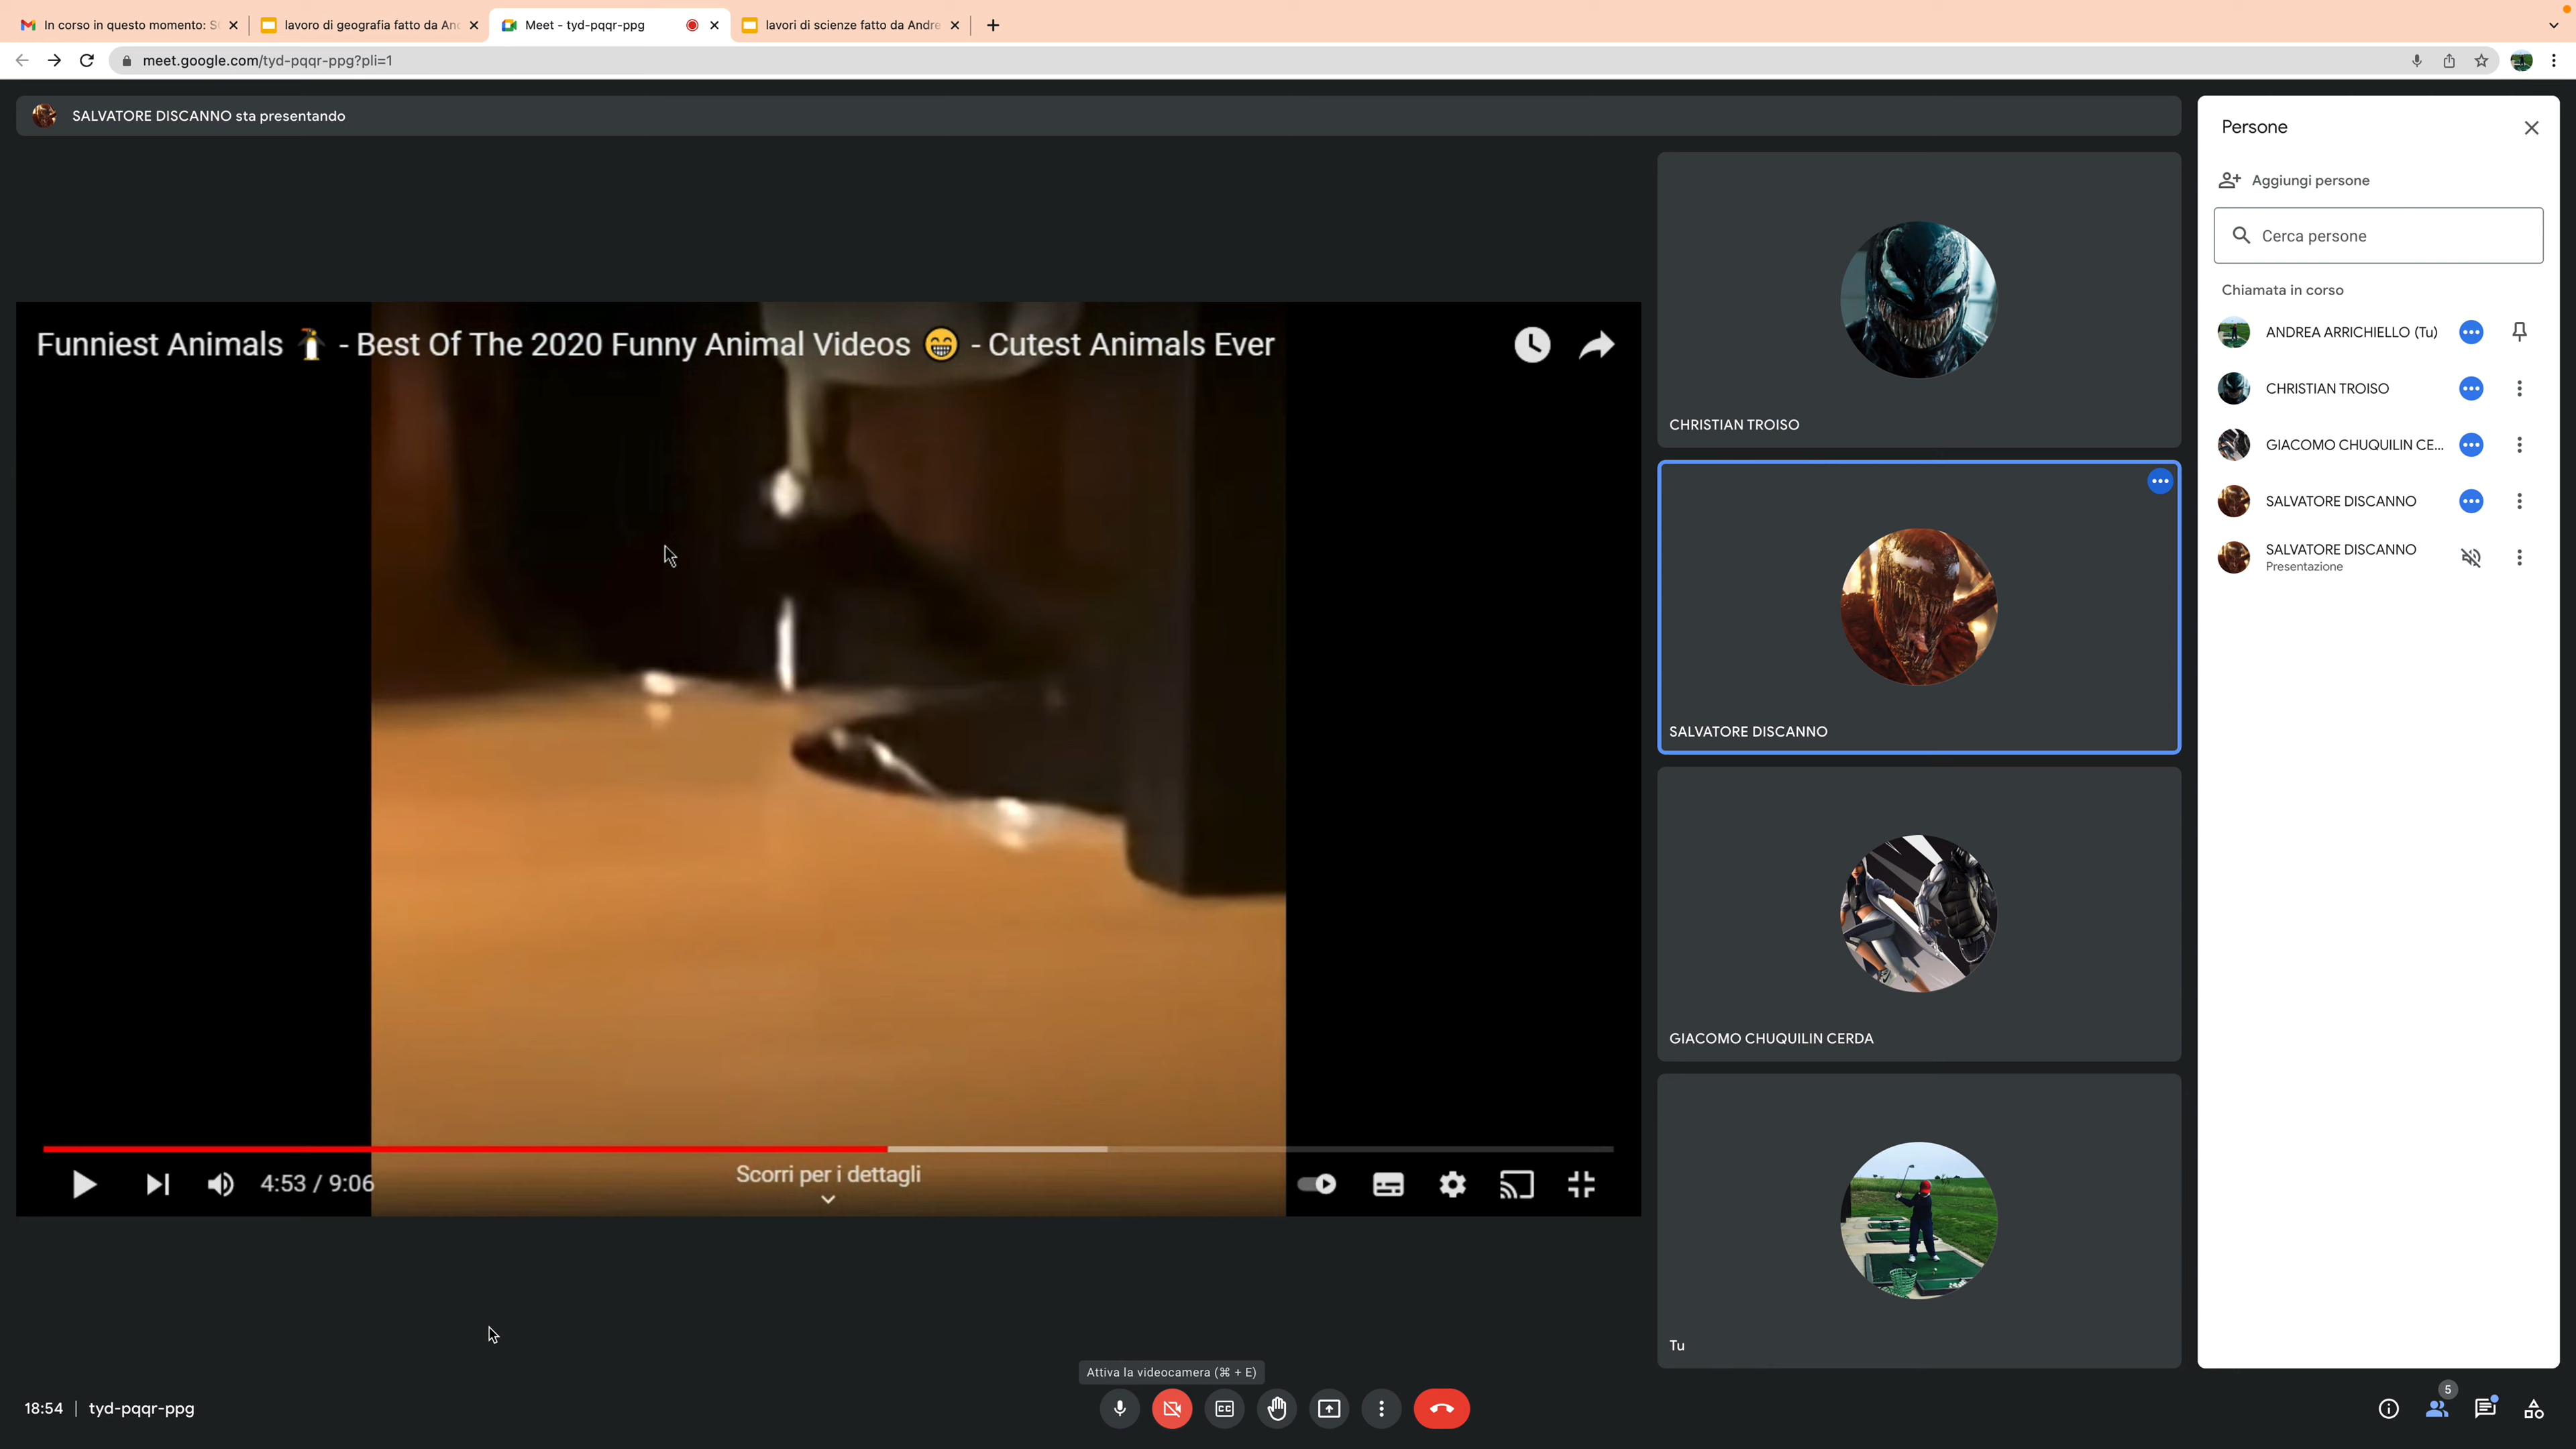 In corso in questo momento: S
lavoro di geografia fatto da And
Meet - tyd-pqqr-ppg
lavori di scienze fatto da Andre
meet.google.com/tyd-pqqr-ppg?pli=1
SALVATORE DISCANNO sta presentando
Funniest Animals - Best Of The 2020 Funny Animal Videos 😁 - Cutest Animals Ever
4:53 / 9:06
Scorri per i dettagli
CHRISTIAN TROISO
SALVATORE DISCANNO
GIACOMO CHUQUILIN CERDA
Tu
Persone
Aggiungi persone
Cerca persone
Chiamata in corso
ANDREA ARRICHIELLO (Tu)
CHRISTIAN TROISO
GIACOMO CHUQUILIN CE...
SALVATORE DISCANNO
SALVATORE DISCANNO
Presentazione
Attiva la videocamera (⌘ + E)
18:54 | tyd-pqqr-ppg
CC
5